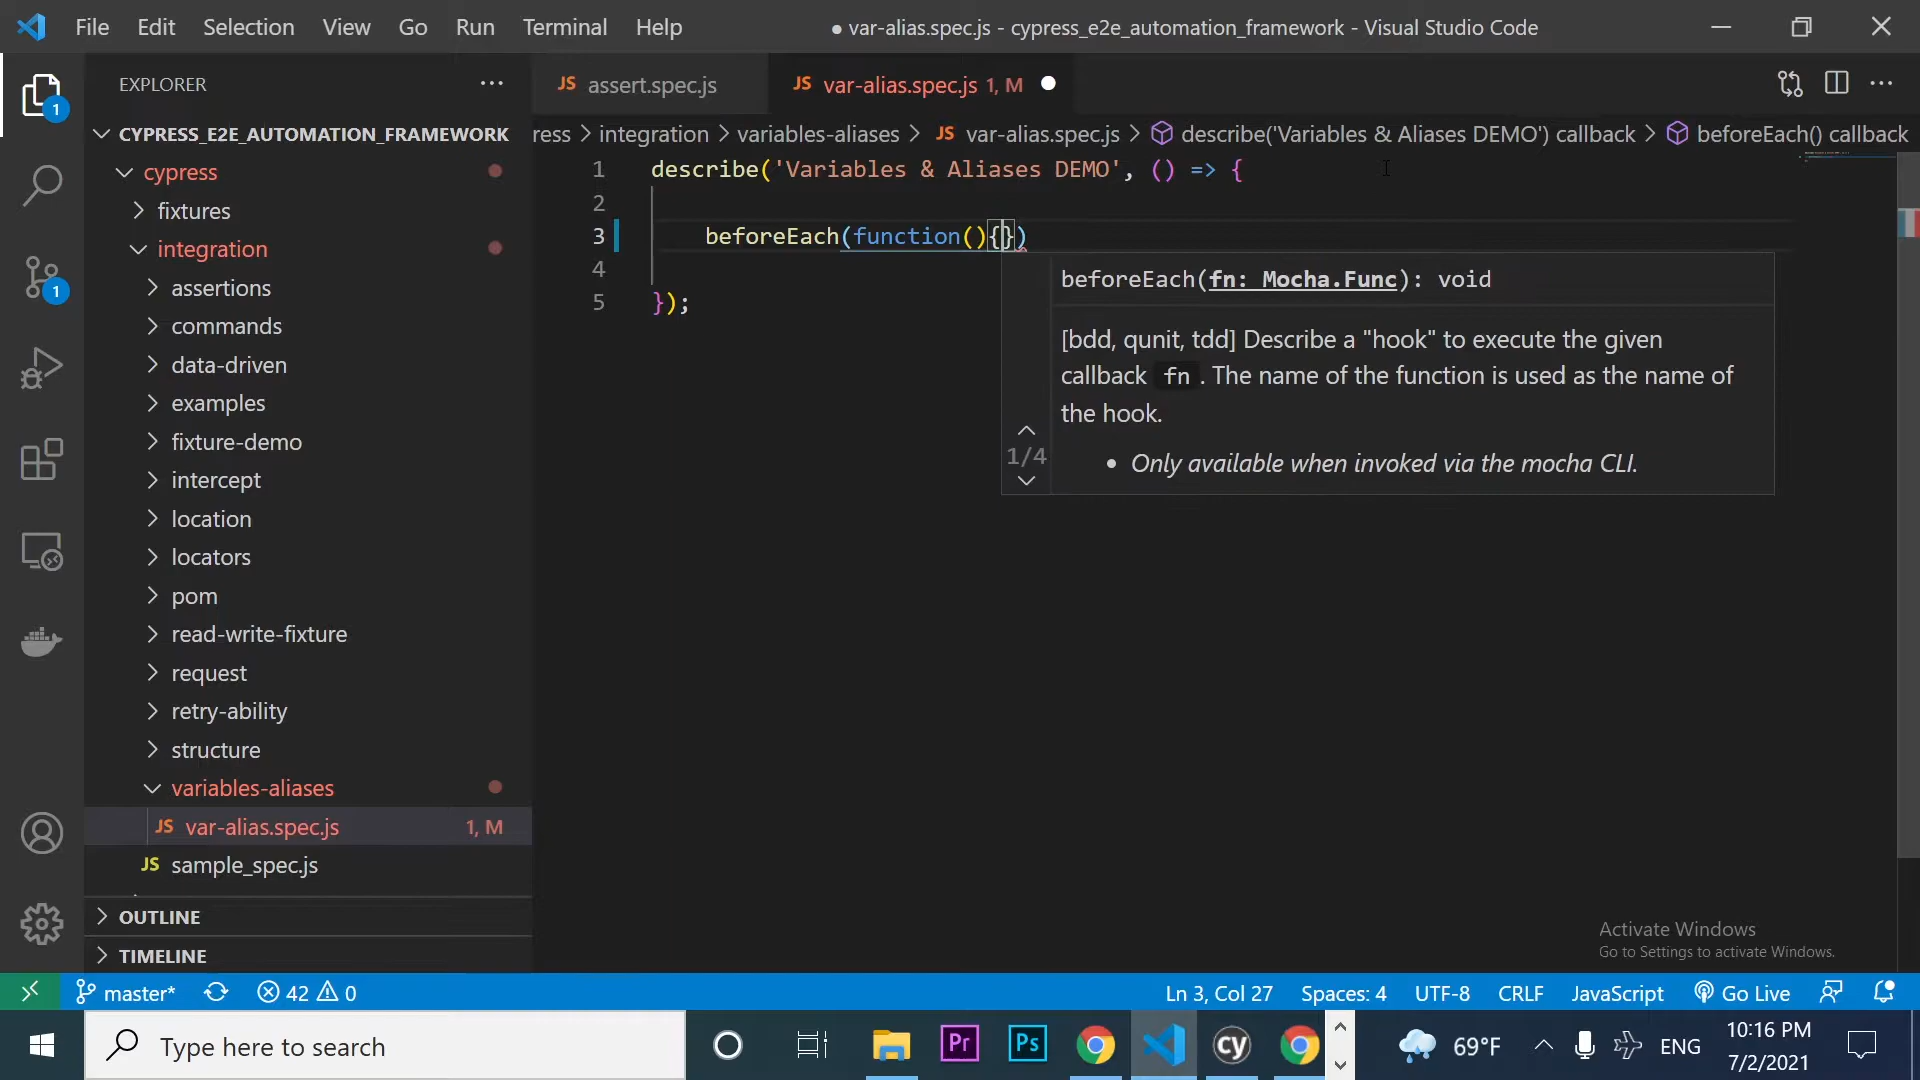 File Edit Selection View Go Run Terminal Help
● var-alias.spec.js - cypress_e2e_automation_framework - Visual Studio Code
EXPLORER
JS assert.spec.js
JS var-alias.spec.js 1, M
CYPRESS_E2E_AUTOMATION_FRAMEWORK
ress > integration > variables-aliases > JS var-alias.spec.js > describe('Variables & Aliases DEMO') callback > beforeEach() callback
cypress
fixtures
integration
assertions
commands
data-driven
examples
fixture-demo
intercept
location
locators
pom
read-write-fixture
request
retry-ability
structure
variables-aliases
JS var-alias.spec.js 1, M
JS sample_spec.js
OUTLINE
TIMELINE
1
1
1 describe('Variables & Aliases DEMO', () => {
2
3 beforeEach(function(){})
4
5 });
beforeEach(fn: Mocha.Func): void
[bdd, qunit, tdd] Describe a "hook" to execute the given
callback fn. The name of the function is used as the name of
the hook.
1/4
• Only available when invoked via the mocha CLI.
Activate Windows
Go to Settings to activate Windows.
master* 42 0
Ln 3, Col 27 Spaces: 4 UTF-8 CRLF JavaScript Go Live
Type here to search
Pr
Ps
cy
69°F
ENG
10:16 PM
7/2/2021